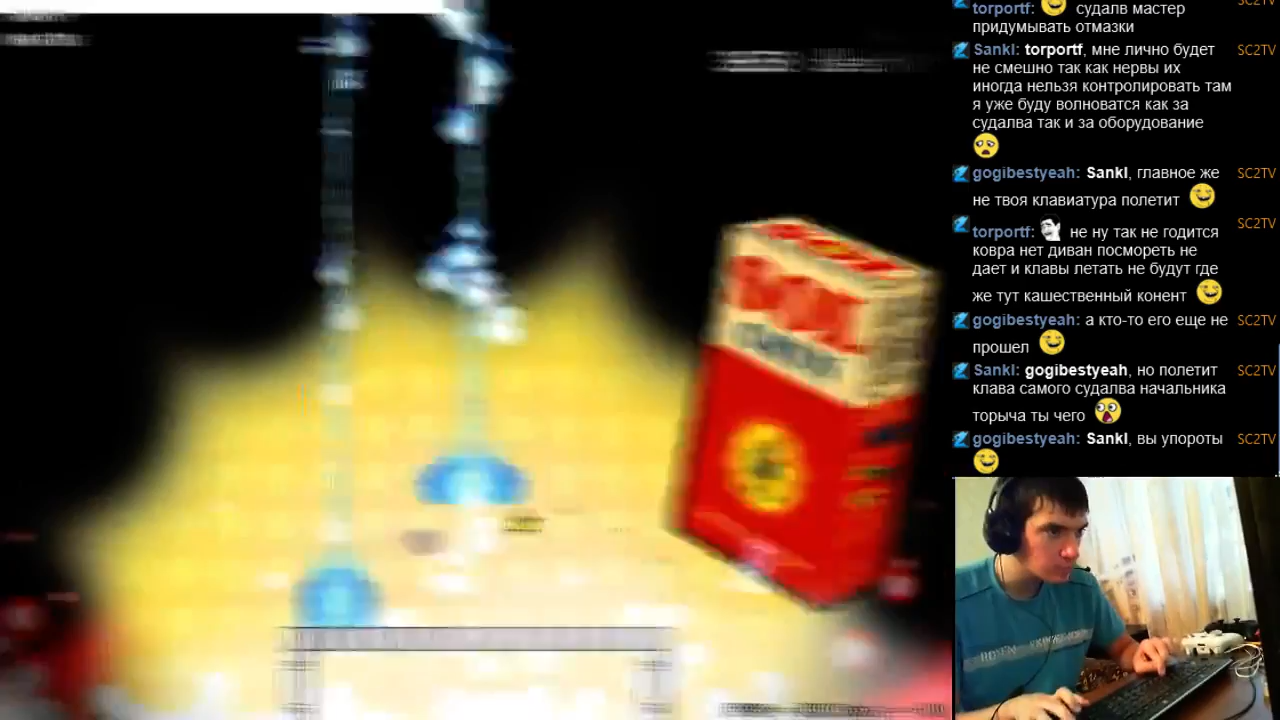 torportf: судалв мастер
SC2TV
придумывать отмазки
Sankl: torportf, мне лично будет
SC2TV
не смешно так как нервы их
иногда нельзя контролировать там
я уже буду волноватся как за
судалва так и за оборудование
gogibestyeah: Sankl, главное же
SC2TV
не твоя клавиатура полетит
torportf: не ну так не годится
SC2TV
ковра нет диван посмореть не
дает и клавы летать не будут где
же тут кашественный конент
gogibestyeah: а кто-то его еще не
SC2TV
прошел
Sankl: gogibestyeah, но полетит
SC2TV
клава самого судалва начальника
торыча ты чего
gogibestyeah: Sankl, вы упороты
SC2TV